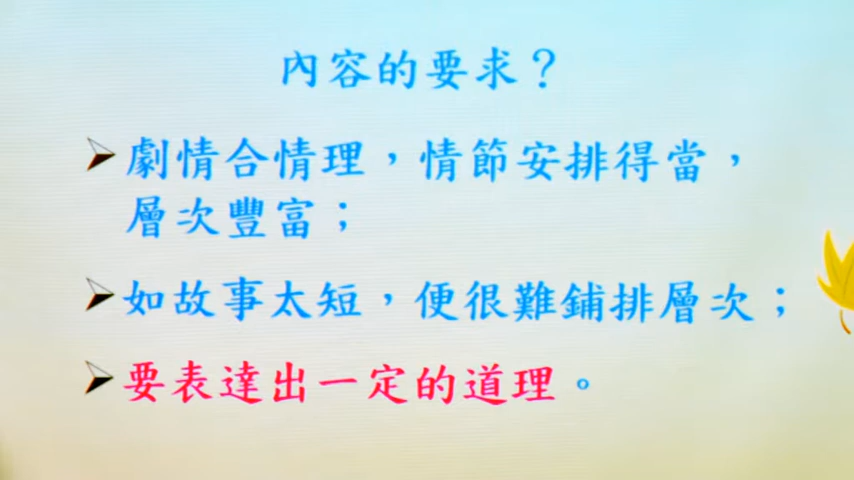 內容的要求？
劇情合情理，情節安排得當，
層次豐富；
如故事太短，便很難鋪排層次；
要表達出一定的道理。